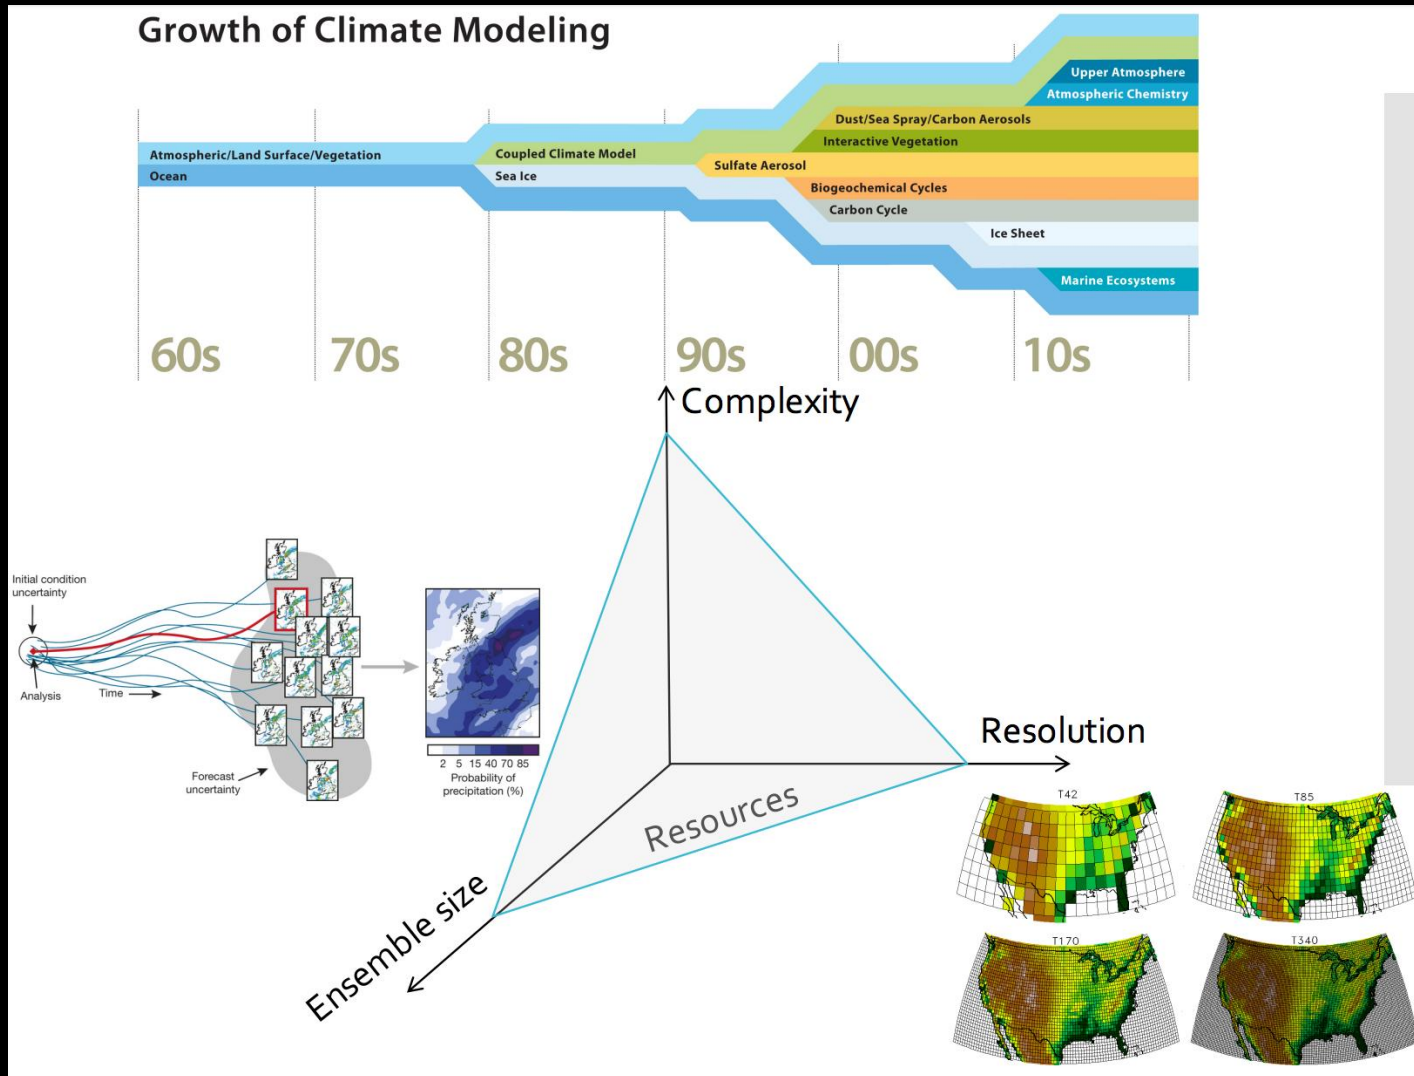 Growth of Climate Modeling
Upper Atmosphere
Atmospheric Chemistry
Dust/Sea Spray/Carbon Aerosols
Interactive Vegetation
Atmospheric/Land Surface/Vegetation
Coupled Climate Model
Sulfate Aerosol
Ocean
Sea Ice
Biogeochemical Cycles
Carbon Cycle
Ice Sheet
Marine Ecosystems
60s 70s 80s 90s 00s 10s
Complexity
Initial condition
uncertainty
Analysis
Time
Forecast
uncertainty
2 5 15 40 70 85
Probability of
precipitation (%)
Resolution
Resources
Ensemble size
T42
T85
T170
T340